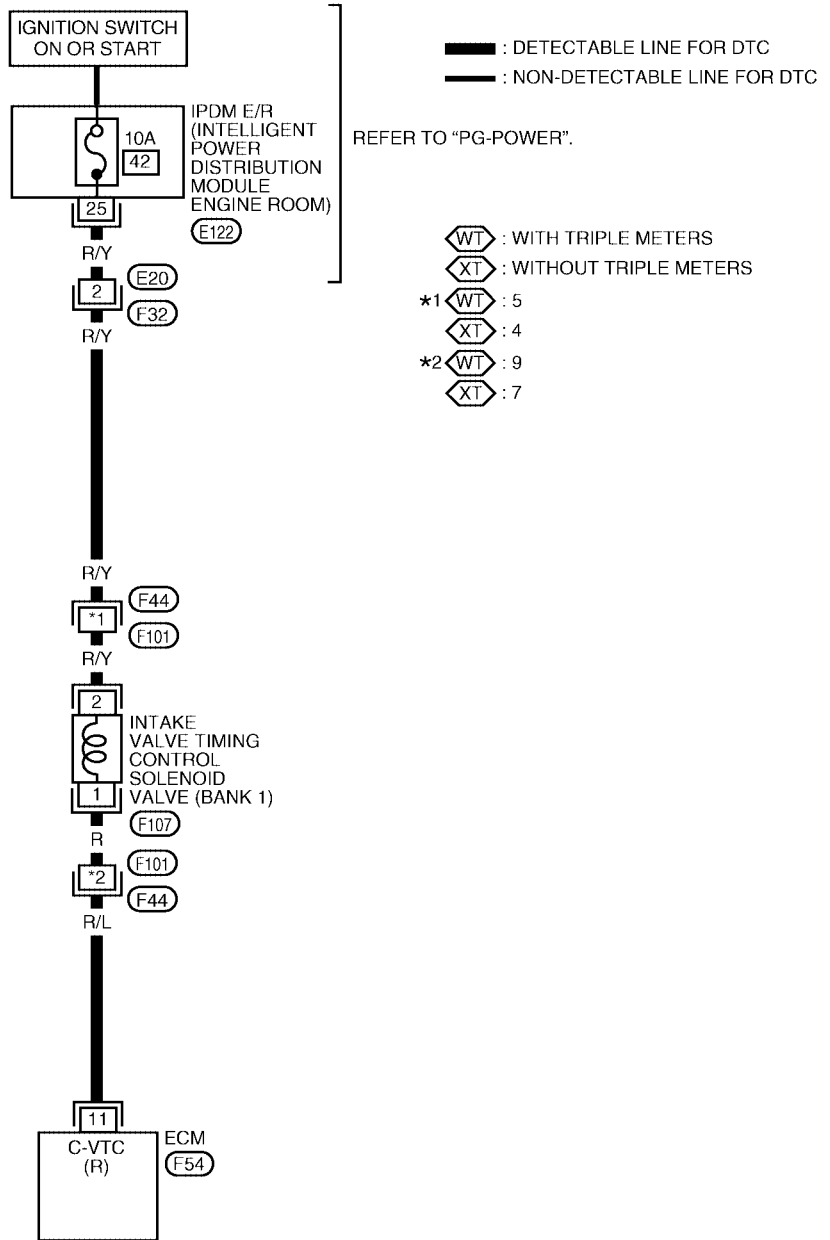 IGNITION SWITCH
ON OR START
: DETECTABLE LINE FOR DTC
: NON-DETECTABLE LINE FOR DTC
10A
42
IPDM E/R
(INTELLIGENT
POWER
DISTRIBUTION
MODULE
ENGINE ROOM)
E122
REFER TO "PG-POWER".
25
R/Y
2
E20
F32
R/Y
WT : WITH TRIPLE METERS
XT : WITHOUT TRIPLE METERS
*1 WT : 5
XT : 4
*2 WT : 9
XT : 7
R/Y
*1
F44
F101
R/Y
2
INTAKE
VALVE TIMING
CONTROL
SOLENOID
VALVE (BANK 1)
1
F107
R
*2
F101
F44
R/L
11
C-VTC
(R)
ECM
F54